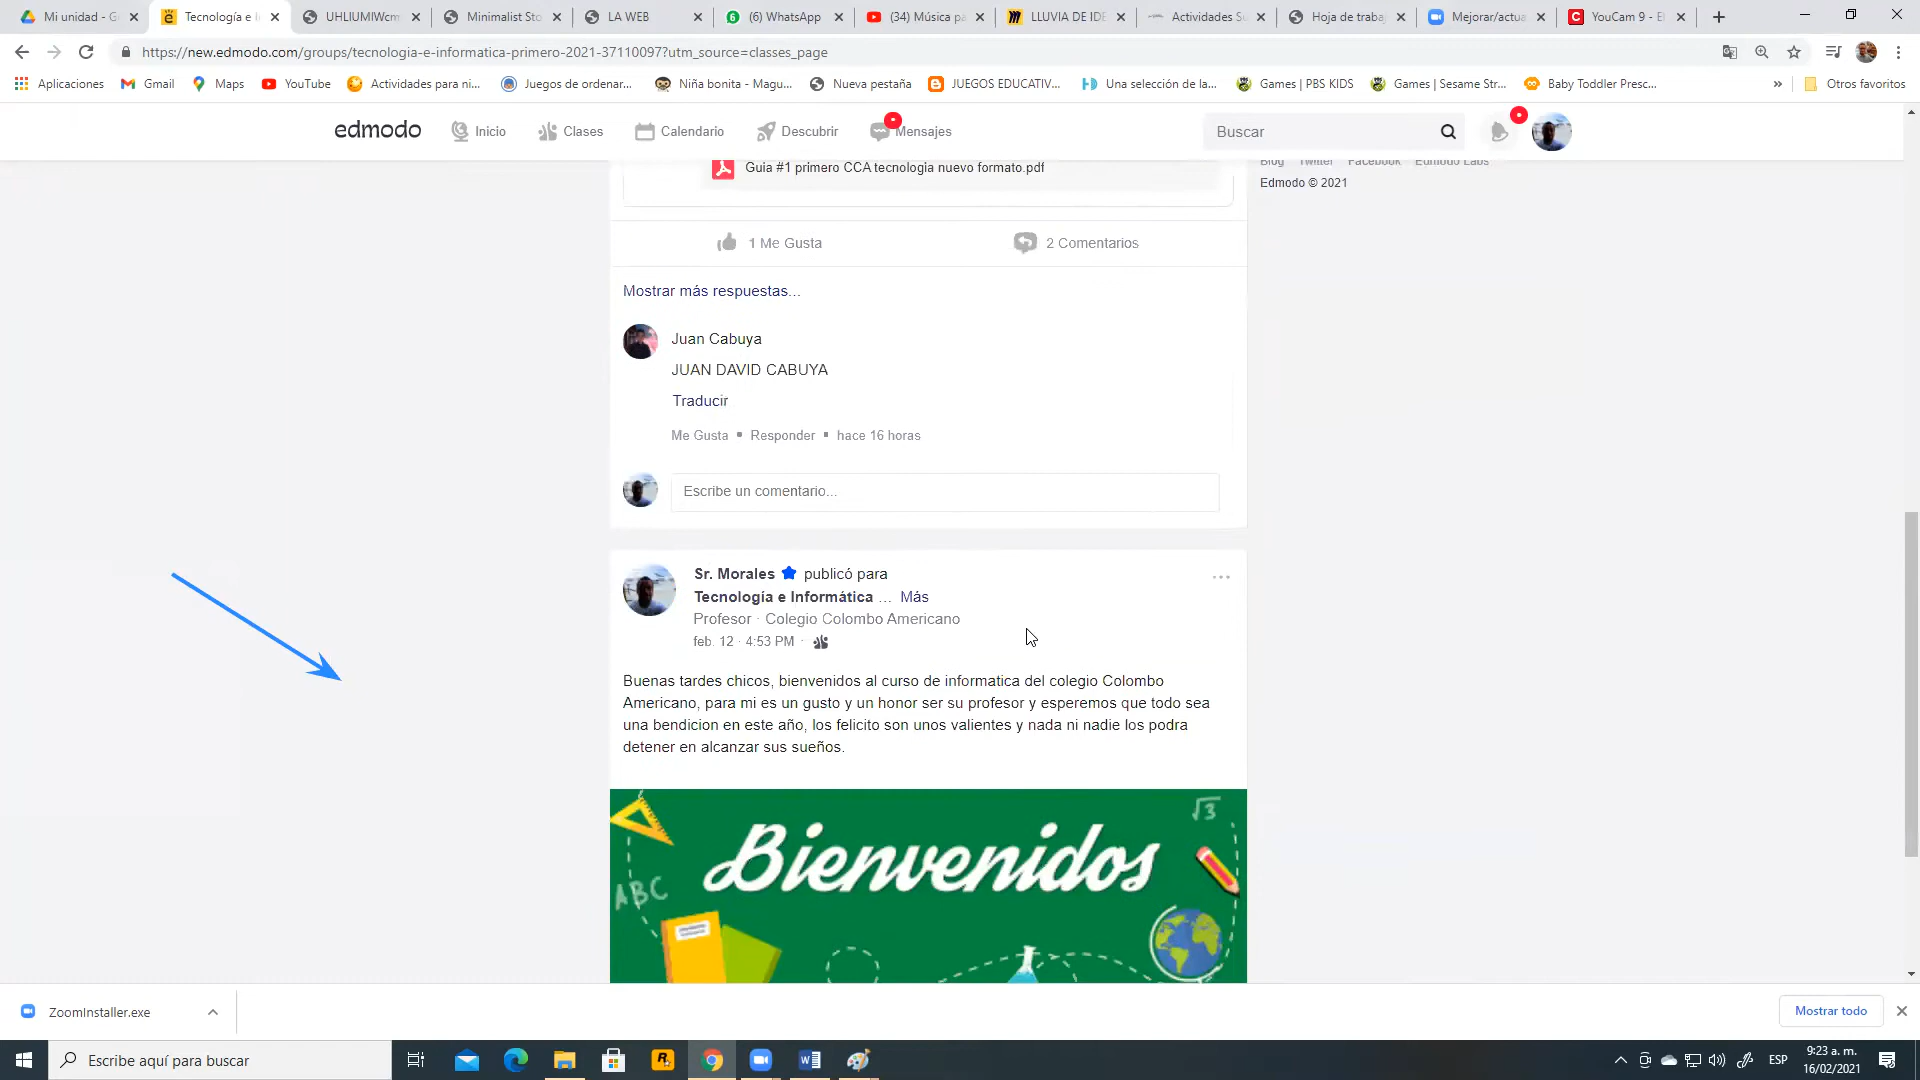 Mi unidad - G
Tecnología e I
UHLIUMIWcm
Minimalist Sto
LA WEB
(6) WhatsApp
(34) Música pa
LLUVIA DE IDE
Actividades Su
Hoja de traba
Mejorar/actua
YouCam 9 - E
https://new.edmodo.com/groups/tecnologia-e-informatica-primero-2021-37110097?utm_source=classes_page
Aplicaciones
Gmail
Maps
YouTube
Actividades para ni...
Juegos de ordenar...
Niña bonita - Magu...
Nueva pestaña
JUEGOS EDUCATIV...
Una selección de la...
Games | PBS KIDS
Games | Sesame Str...
Baby Toddler Presc...
»
Otros favoritos
edmodo
Inicio
Clases
Calendario
Descubrir
Mensajes
Buscar
Guia #1 primero CCA tecnologia nuevo formato.pdf
Blog Twitter Facebook Edmodo Labs
Edmodo © 2021
1 Me Gusta
2 Comentarios
Mostrar más respuestas...
Juan Cabuya
JUAN DAVID CABUYA
Traducir
Me Gusta • Responder • hace 16 horas
Escribe un comentario...
Sr. Morales publicó para
Tecnología e Informática ... Más
Profesor · Colegio Colombo Americano
feb. 12 · 4:53 PM ·
Buenas tardes chicos, bienvenidos al curso de informatica del colegio Colombo
Americano, para mi es un gusto y un honor ser su profesor y esperemos que todo sea
una bendicion en este año, los felicito son unos valientes y nada ni nadie los podra
detener en alcanzar sus sueños.
√3
Bienvenidos
ABC
ZoomInstaller.exe
Mostrar todo
Escribe aquí para buscar
ESP
9:23 a. m.
16/02/2021